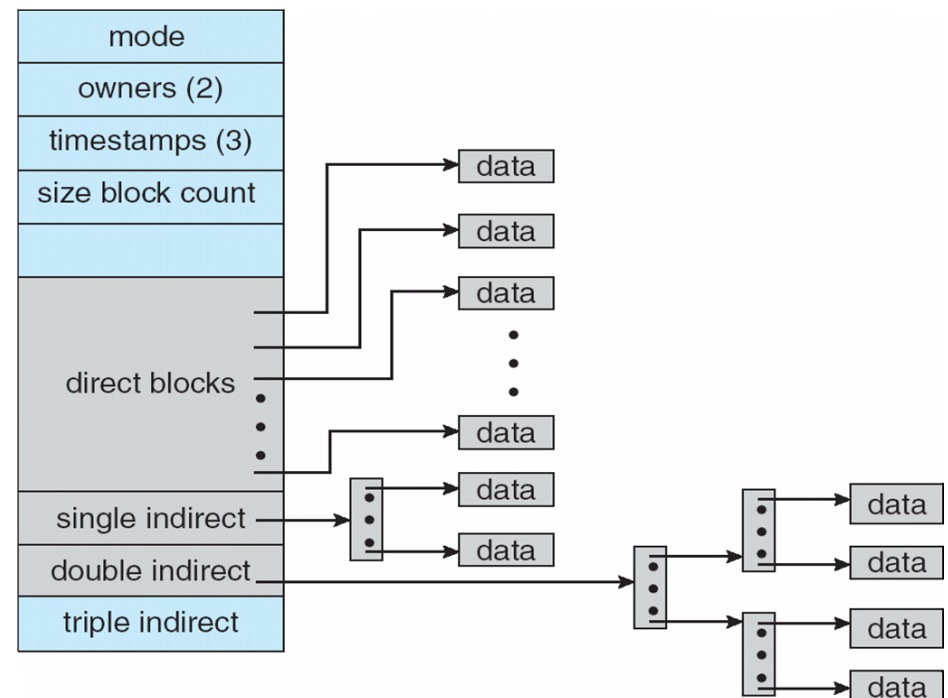 mode
owners (2)
timestamps (3)
size block count
direct blocks
single indirect
double indirect
triple indirect
data
data
data
data
data
data
data
data
data
data